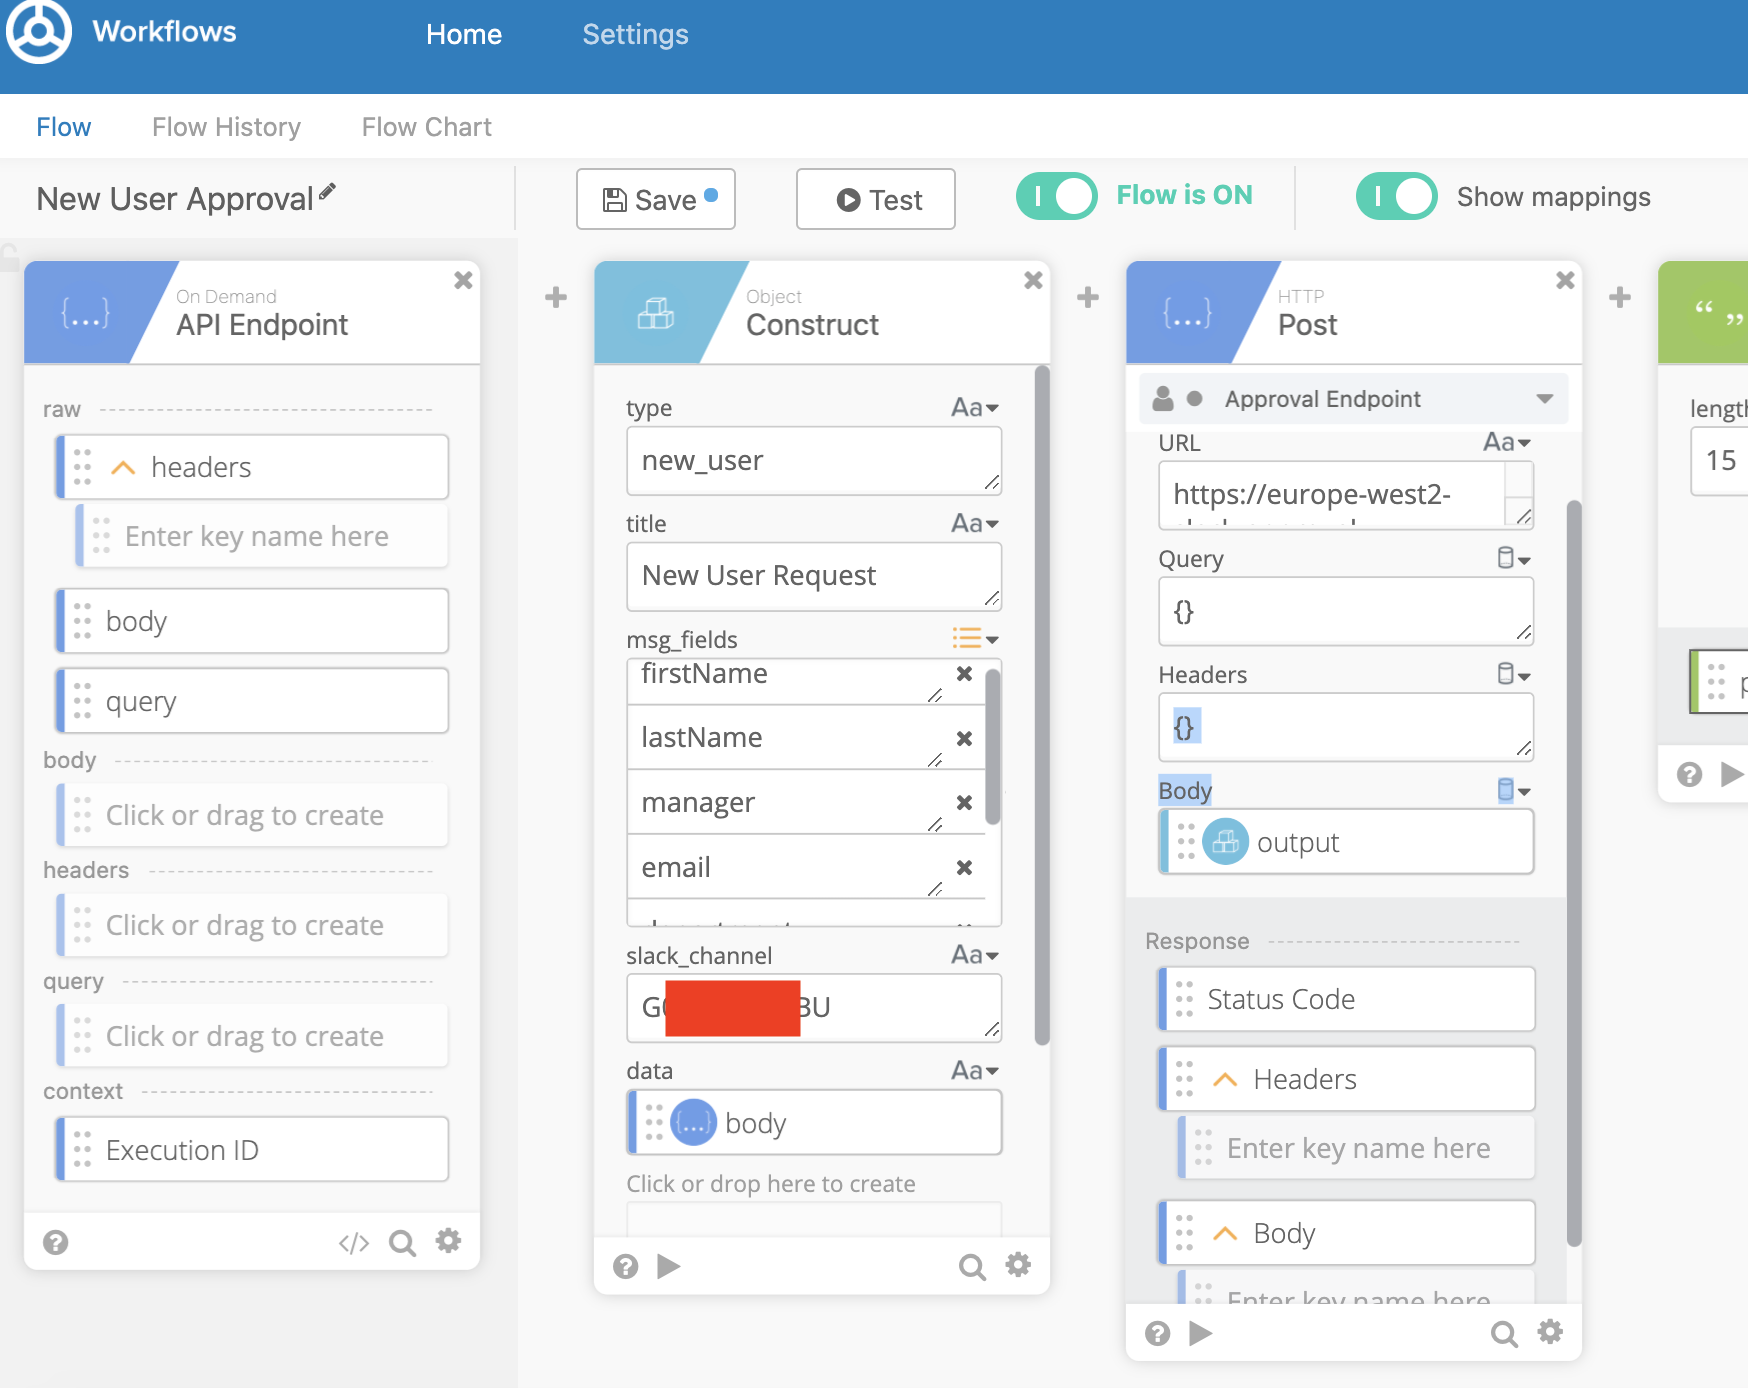 Workflows
Home
Settings
Flow
Flow History
Flow Chart
New User Approval
Save
Test
Flow is ON
Show mappings
{...}
On Demand
API Endpoint
raw
headers
Enter key name here
body
query
body
Click or drag to create
headers
Click or drag to create
query
Click or drag to create
context
Execution ID
</>
Object
Construct
type
Aa
new_user
title
Aa
New User Request
msg_fields
firstName
lastName
manager
email
slack_channel
Aa
data
Aa
{...}
body
Click or drop here to create
{...}
HTTP
Post
Approval Endpoint
URL
Aa
https://europe-west2-
Query
{}
Headers
{}
Body
output
Response
Status Code
Headers
Enter key name here
Body
Enter key name here
“ ”
length
15